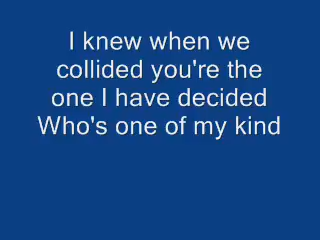 I knew when we
collided you're the
one I have decided
Who's one of my kind